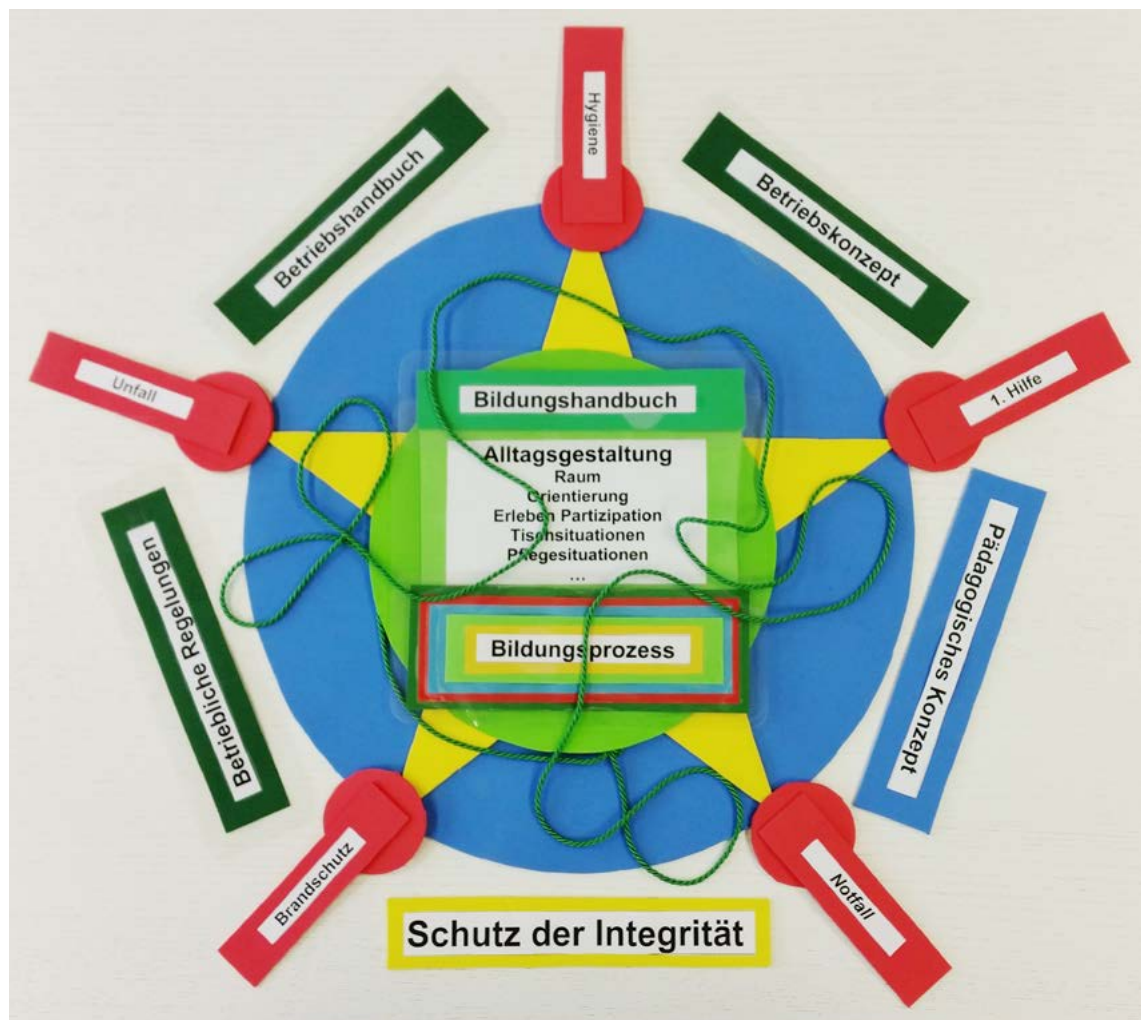 Hygiene
Betriebshandbuch
Betriebskonzept
Unfall
1. Hilfe
Bildungshandbuch
Alltagsgestaltung
Raum
Orientierung
Erleben Partizipation
Tischsituationen
Pflegesituationen
...
Bildungsprozess
Betriebliche Regelungen
Pädagogisches Konzept
Brandschutz
Notfall
Schutz der Integrität